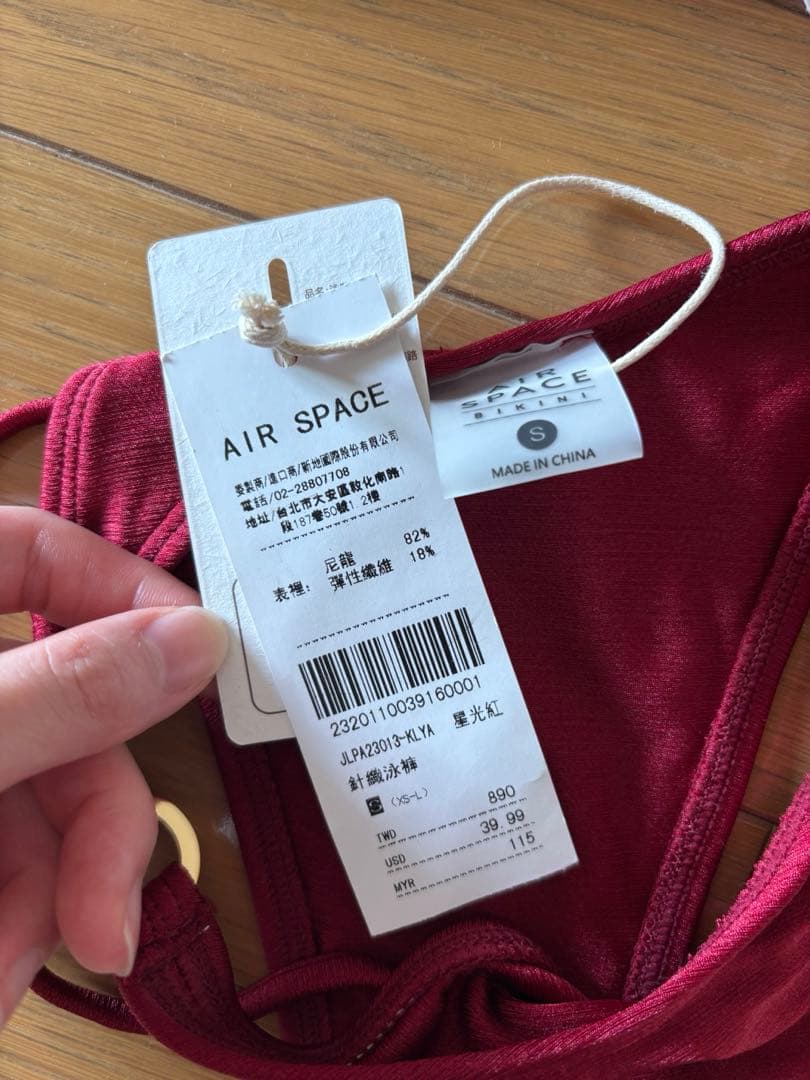 品名:
路
AIR SPACE
委製商/進口商/新地國際股份有限公司
電話/02-28807708
地址/台北市大安區敦化南路1
段187巷50號1.2樓
尼龍 82%
表裡: 彈性纖維 18%
2320110039160001
JLPA23013-KLYA 星光紅
針織泳褲
S (XS-L)
TWD 890
USD 39.99
MYR 115
AIR
SPACE
BIKINI
S
MADE IN CHINA